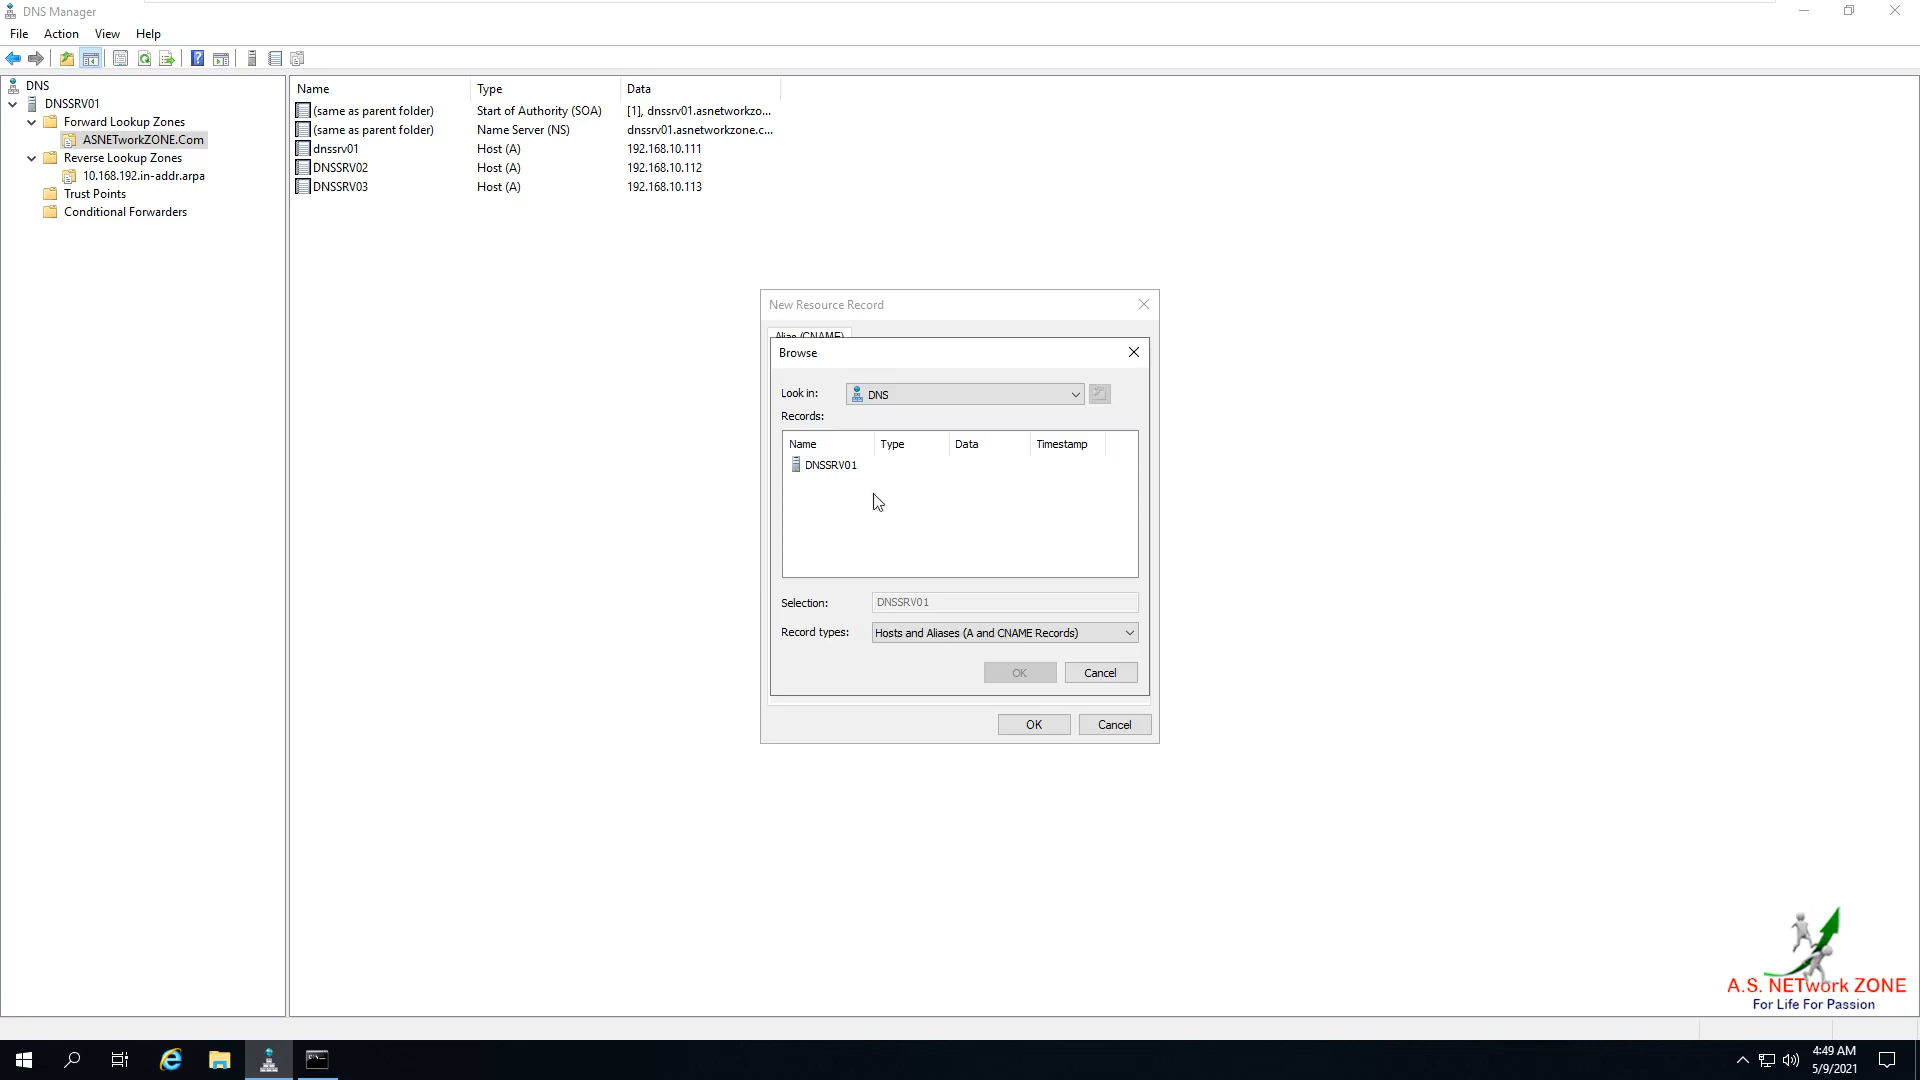 DNS Manager
File Action View Help
DNS
DNSSRV01
Forward Lookup Zones
ASNETworkZONE.Com
Reverse Lookup Zones
10.168.192.in-addr.arpa
Trust Points
Conditional Forwarders
Name Type Data
(same as parent folder) Start of Authority (SOA) [1], dnssrv01.asnetworkzo...
(same as parent folder) Name Server (NS) dnssrv01.asnetworkzone.c...
dnssrv01 Host (A) 192.168.10.111
DNSSRV02 Host (A) 192.168.10.112
DNSSRV03 Host (A) 192.168.10.113
New Resource Record
Alias (CNAME)
Browse
Look in: DNS
Records:
Name Type Data Timestamp
DNSSRV01
Selection: DNSSRV01
Record types: Hosts and Aliases (A and CNAME Records)
OK Cancel
OK Cancel
A.S. NETwork ZONE
For Life For Passion
4:49 AM
5/9/2021